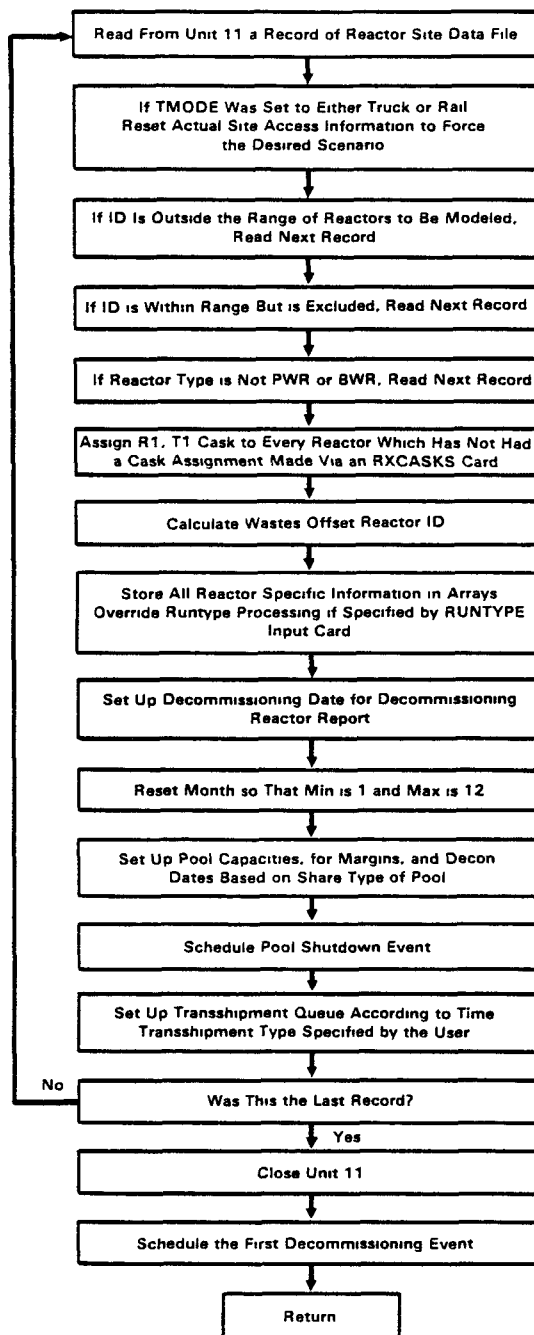 Read From Unit 11 a Record of Reactor Site Data File
If TMODE Was Set to Either Truck or Rail
Reset Actual Site Access Information to Force
the Desired Scenario
If ID Is Outside the Range of Reactors to Be Modeled,
Read Next Record
If ID is Within Range But is Excluded, Read Next Record
If Reactor Type is Not PWR or BWR, Read Next Record
Assign R1, T1 Cask to Every Reactor Which Has Not Had
a Cask Assignment Made Via an RXCASKS Card
Calculate Wastes Offset Reactor ID
Store All Reactor Specific Information in Arrays
Override Runtype Processing if Specified by RUNTYPE
Input Card
Set Up Decommissioning Date for Decommissioning
Reactor Report
Reset Month so That Min is 1 and Max is 12
Set Up Pool Capacities, for Margins, and Decon
Dates Based on Share Type of Pool
Schedule Pool Shutdown Event
Set Up Transshipment Queue According to Time
Transshipment Type Specified by the User
No
Was This the Last Record?
Yes
Close Unit 11
Schedule the First Decommissioning Event
Return